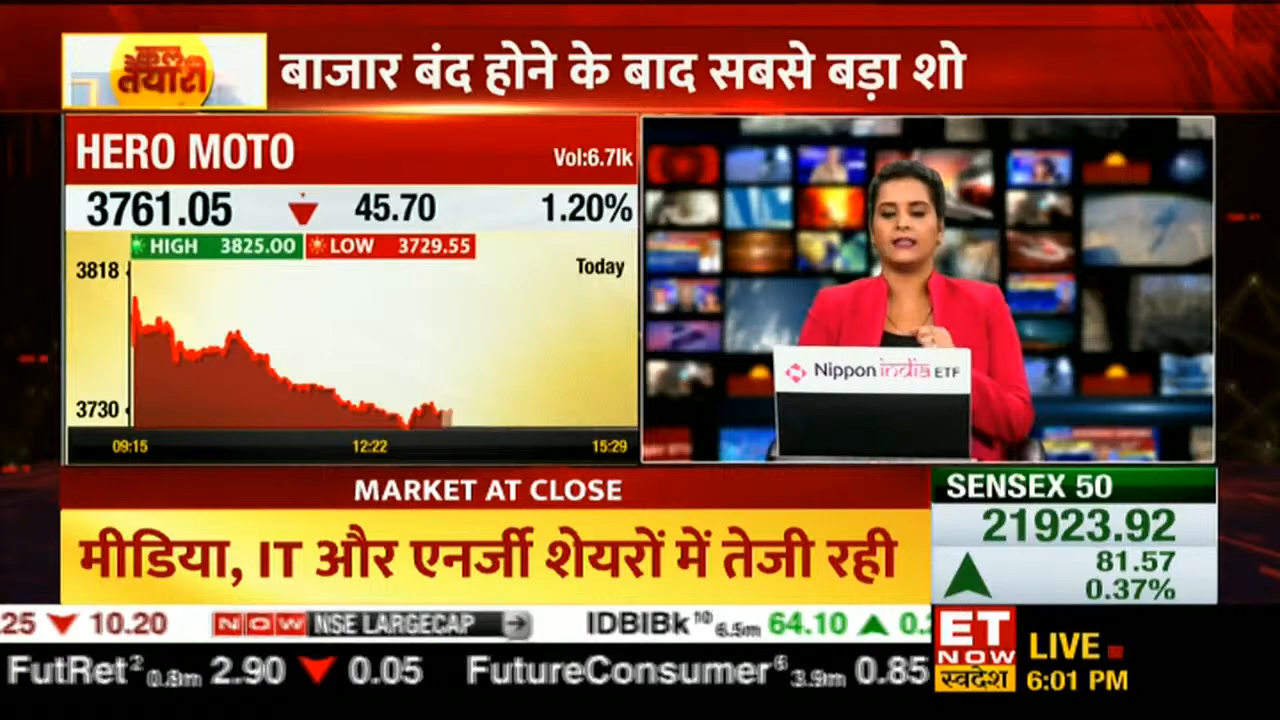 कल की तैयारी
बाजार बंद होने के बाद सबसे बड़ा शो
HERO MOTO
Vol:6.7lk
3761.05 45.70 1.20%
HIGH 3825.00 LOW 3729.55
Today
3818
3730
09:15 12:22 15:29
Nippon india ETF
MARKET AT CLOSE
मीडिया, IT और एनर्जी शेयरों में तेजी रही
SENSEX 50
21923.92
81.57
0.37%
25 10.20 NOW NSE LARGECAP IDBIBk 10 6.5m 64.10
FutRet 2 0.8m 2.90 0.05 FutureConsumer 6 3.9m 0.85
ET
NOW
स्वदेश
LIVE
6:01 PM